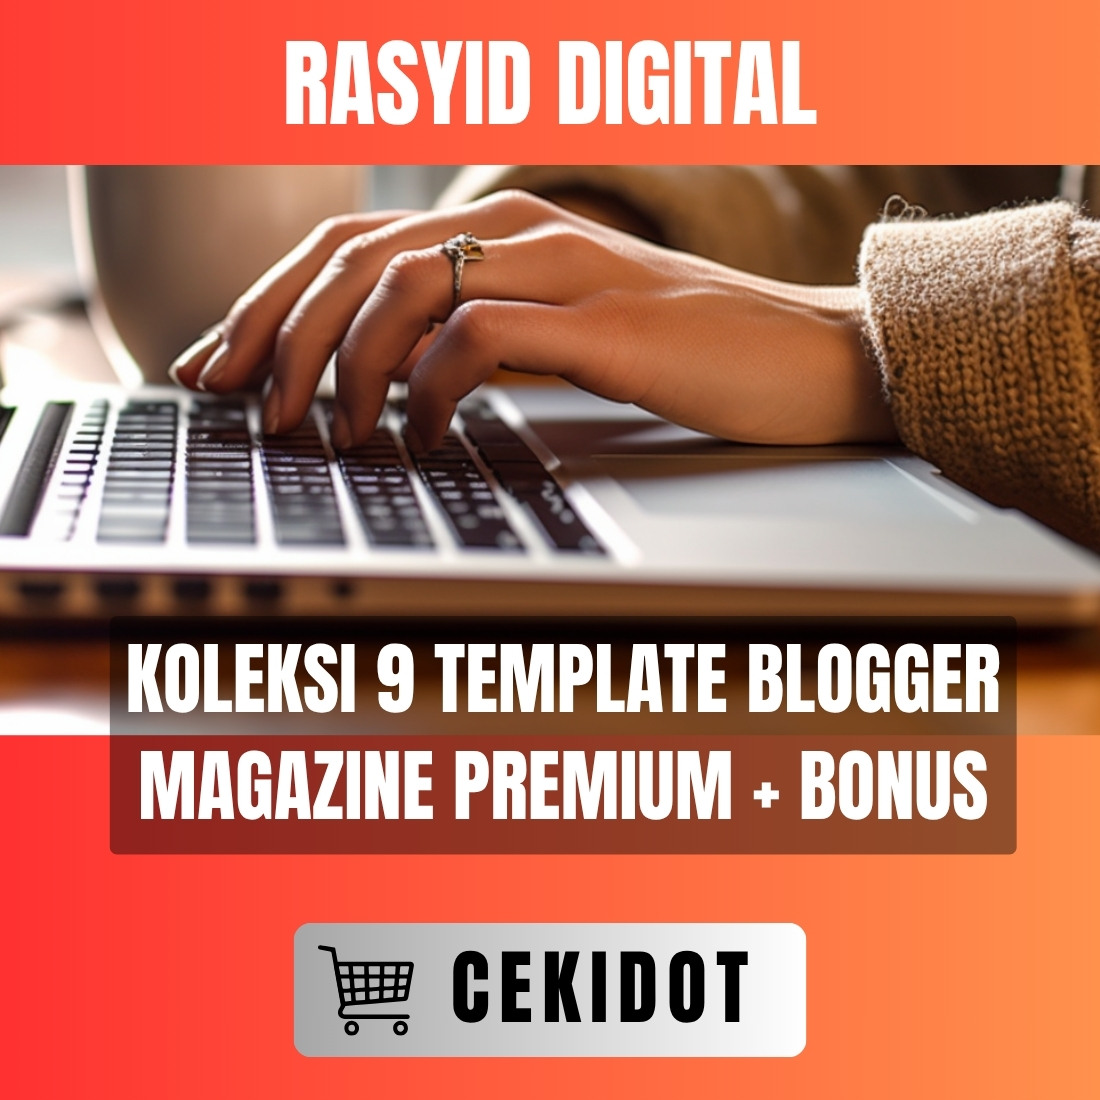 RASYID DIGITAL
KOLEKSI 9 TEMPLATE BLOGGER
MAGAZINE PREMIUM + BONUS
CEKIDOT